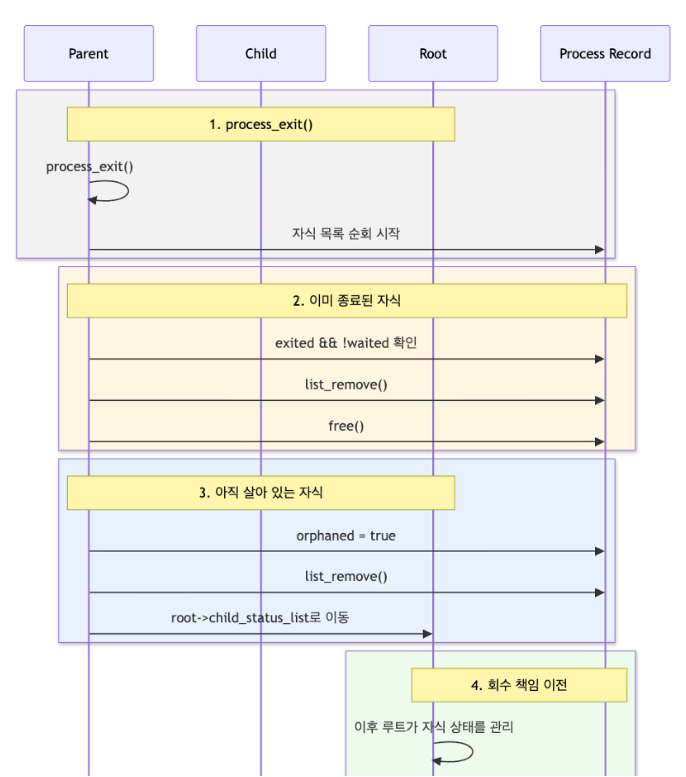 Parent
Child
Root
Process Record
1. process_exit()
process_exit()
자식 목록 순회 시작
2. 이미 종료된 자식
exited && !waited 확인
list_remove()
free()
3. 아직 살아 있는 자식
orphaned = true
list_remove()
root->child_status_list로 이동
4. 회수 책임 이전
이후 루트가 자식 상태를 관리